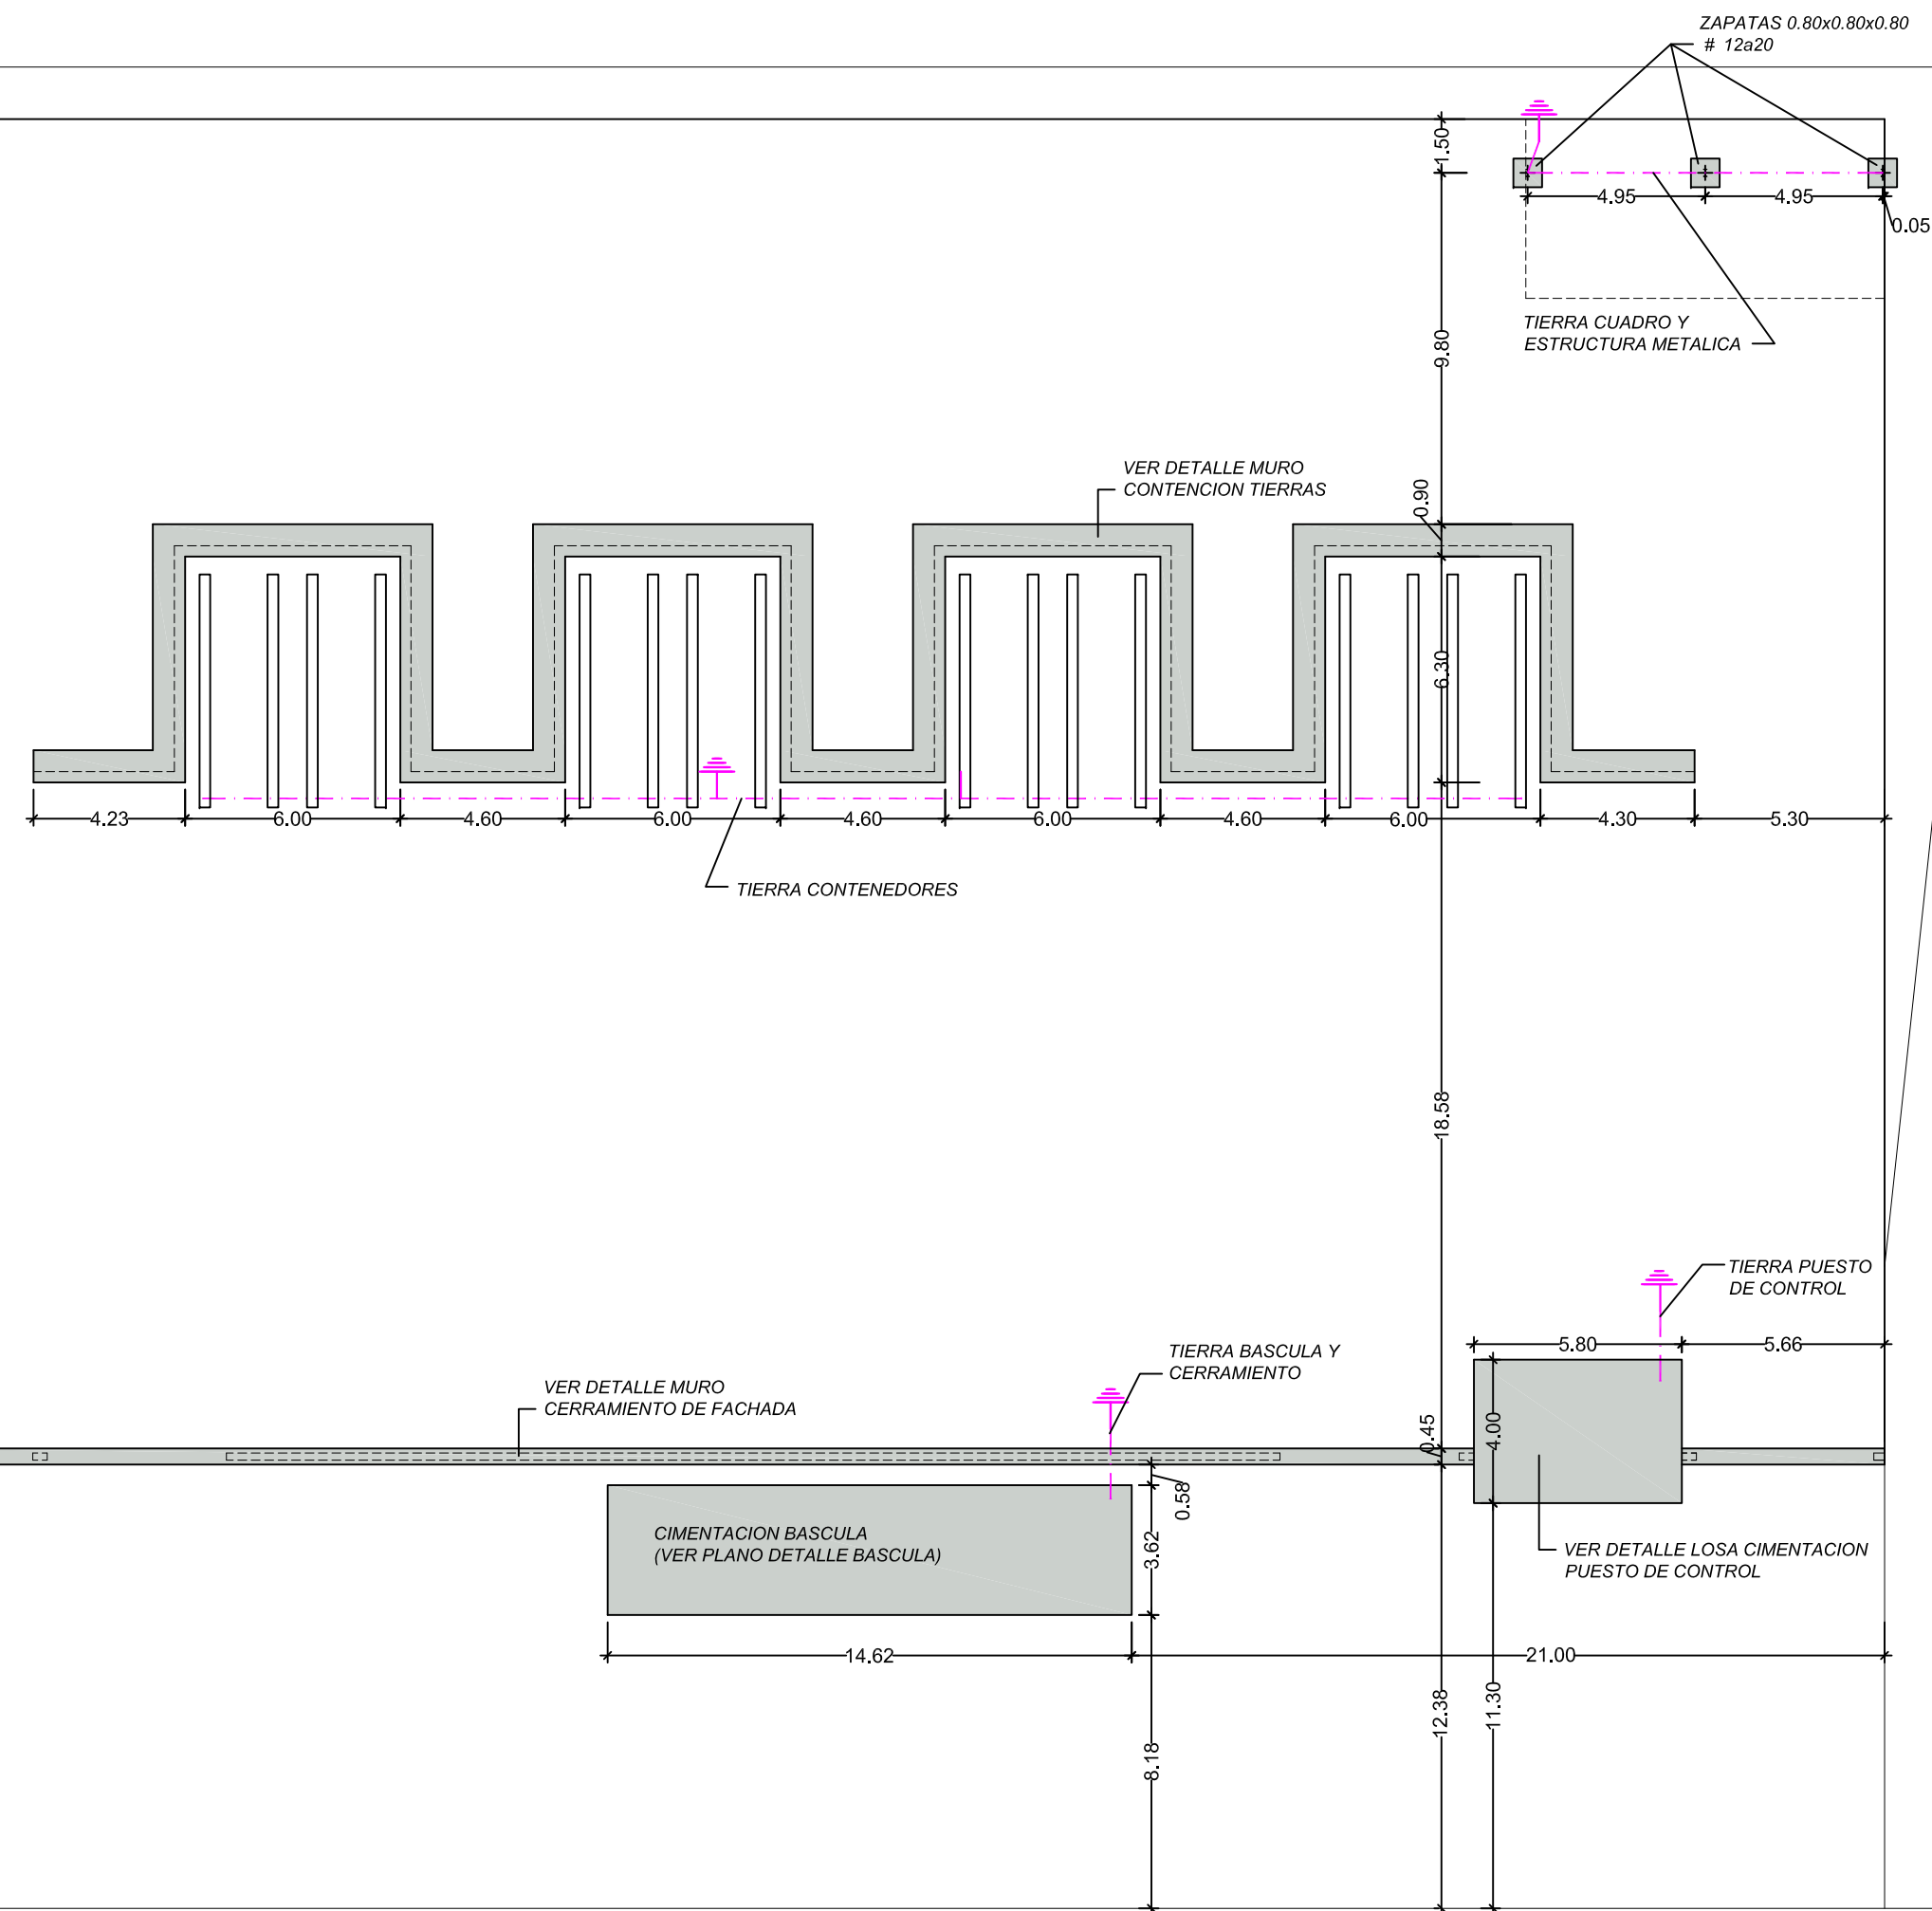 ZAPATAS 0.80x0.80x0.80
# 12a20
1.50
4.95
4.95
0.05
TIERRA CUADRO Y
ESTRUCTURA METALICA
9.80
VER DETALLE MURO
CONTENCION TIERRAS
0.90
6.30
4.23
6.00
4.60
6.00
4.60
6.00
4.60
6.00
4.30
5.30
TIERRA CONTENEDORES
18.58
TIERRA PUESTO
DE CONTROL
5.80
5.66
TIERRA BASCULA Y
CERRAMIENTO
VER DETALLE MURO
CERRAMIENTO DE FACHADA
0.45
4.00
0.58
3.62
CIMENTACION BASCULA
(VER PLANO DETALLE BASCULA)
VER DETALLE LOSA CIMENTACION
PUESTO DE CONTROL
14.62
21.00
12.38
11.30
8.18